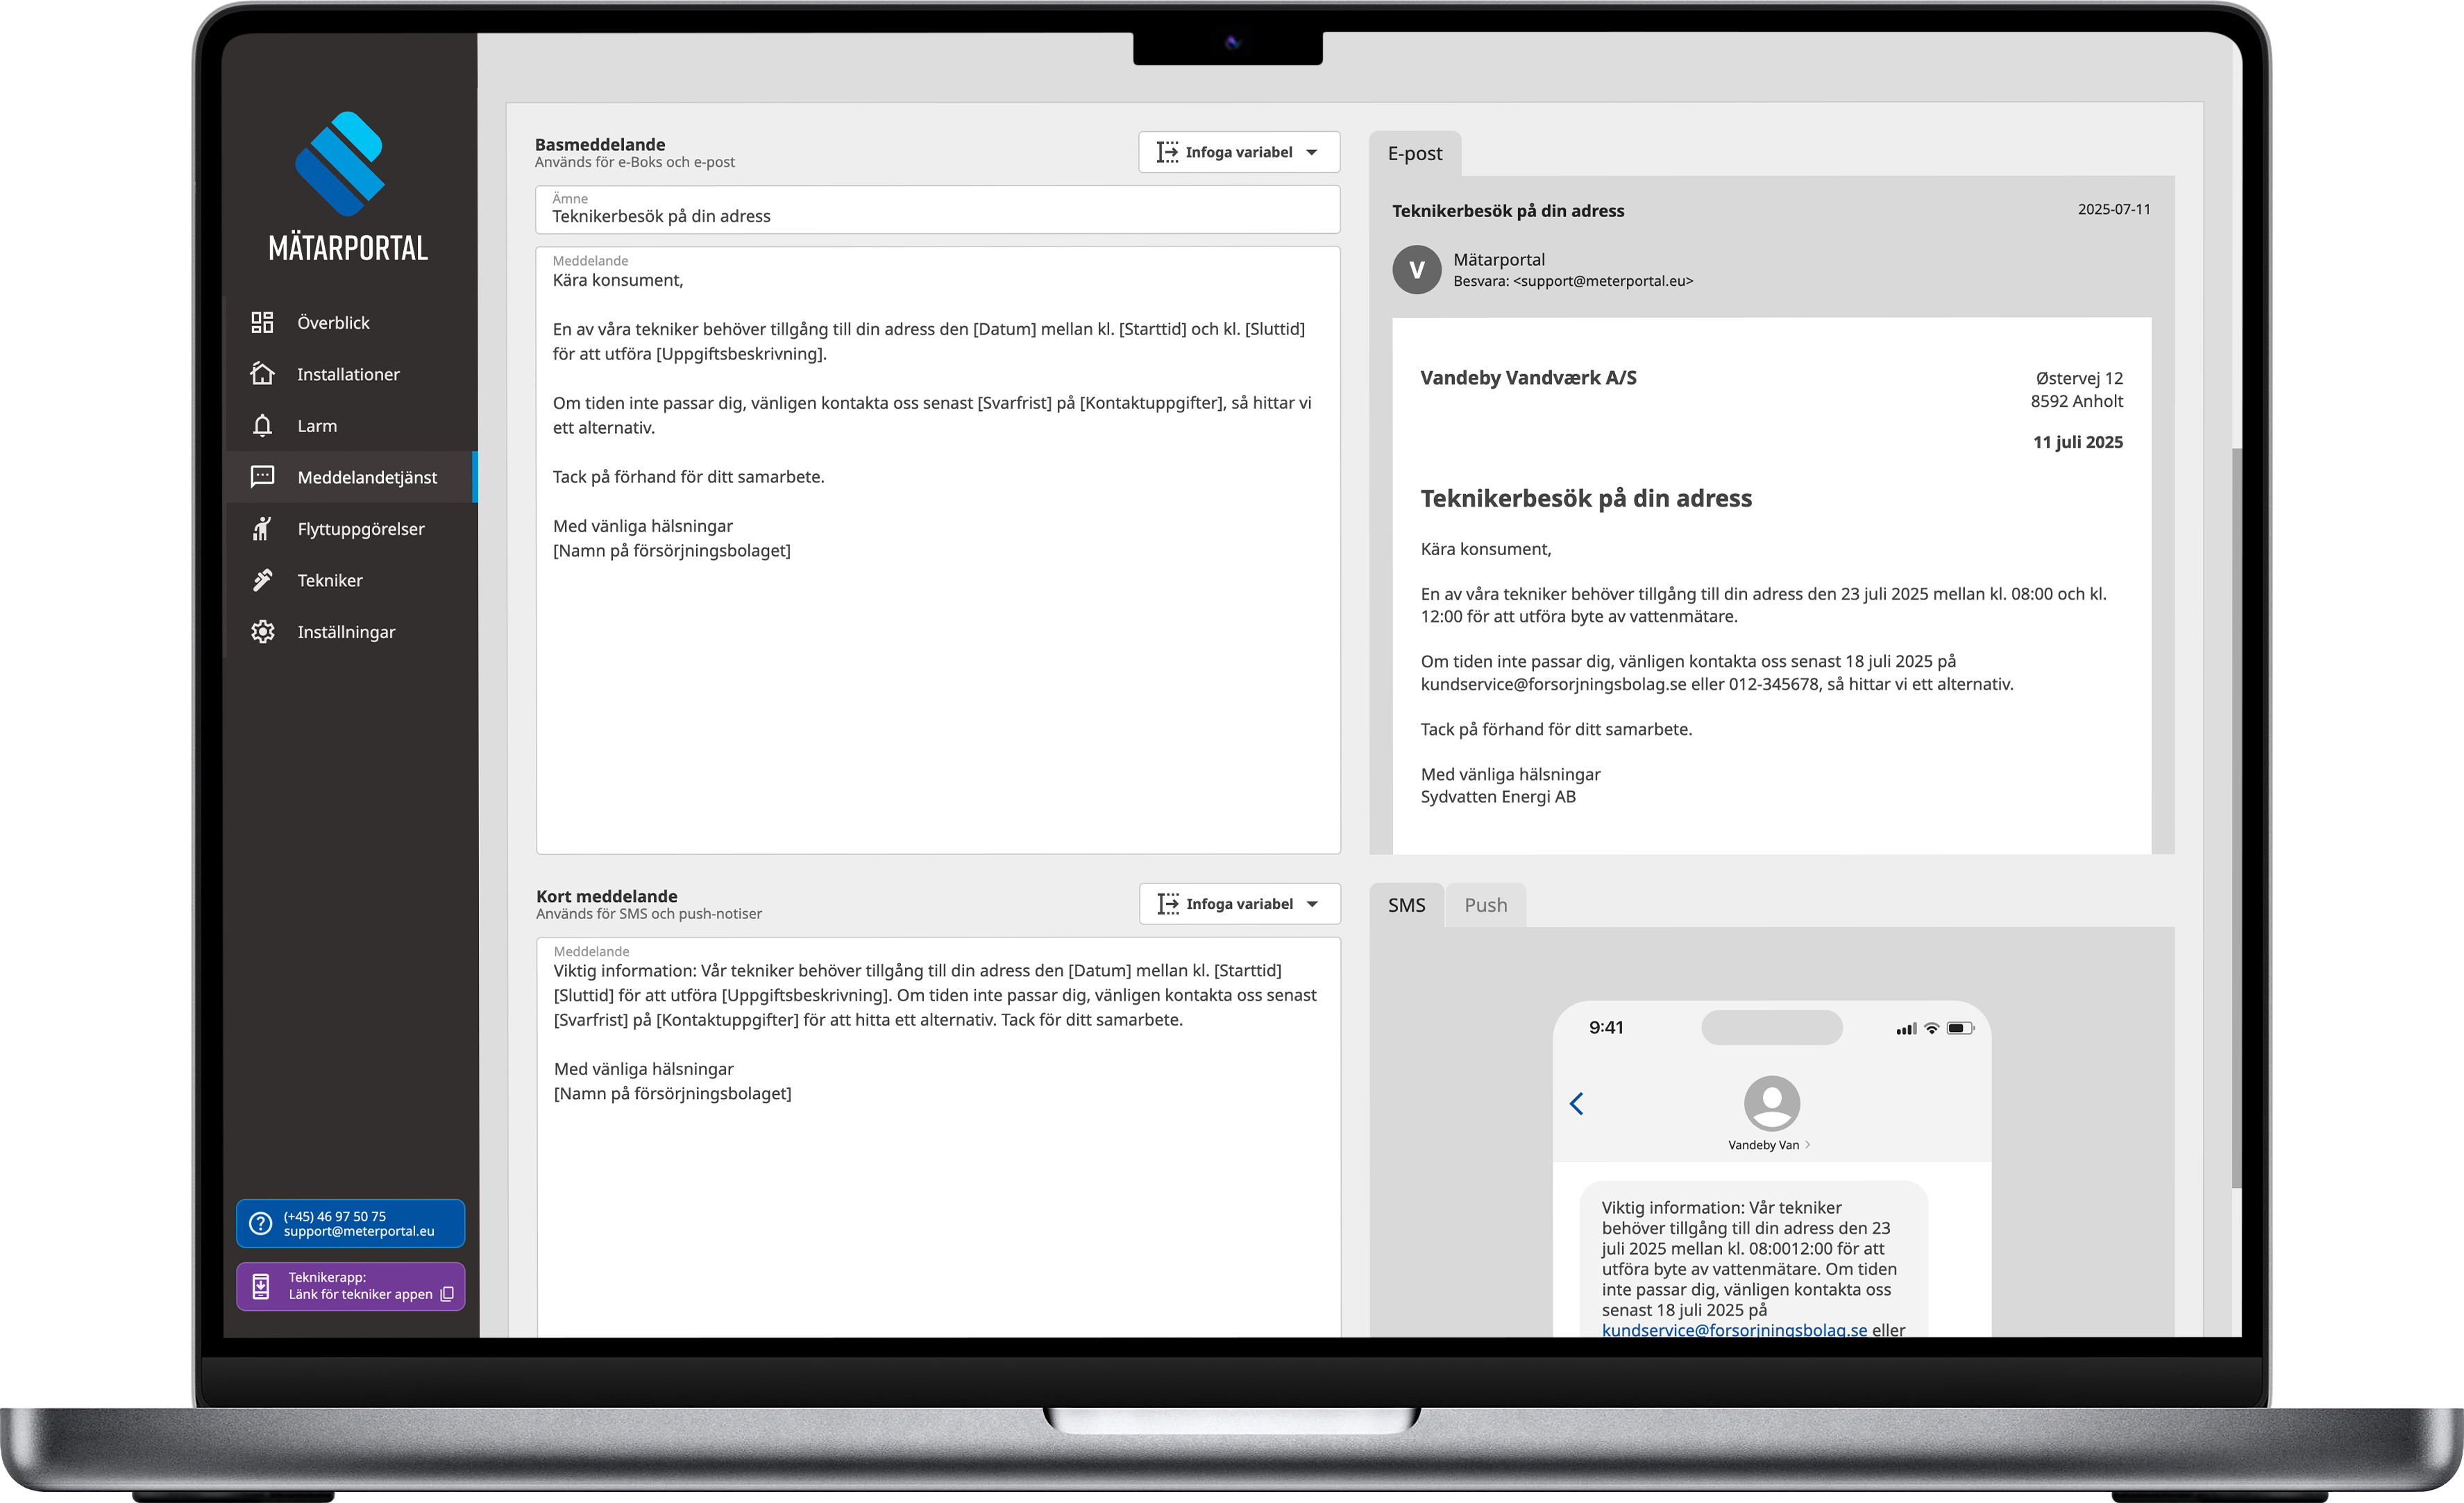 MÄTARPORTAL
Överblick
Installationer
Larm
Meddelandetjänst
Flyttuppgörelser
Tekniker
Inställningar
(+45) 46 97 50 75
support@meterportal.eu
Teknikerapp:
Länk för tekniker appen
Basmeddelande
Används för e-Boks och e-post
Infoga variabel
Ämne
Teknikerbesök på din adress
Meddelande
Kära konsument,
En av våra tekniker behöver tillgång till din adress den [Datum] mellan kl. [Starttid] och kl. [Sluttid]
för att utföra [Uppgiftsbeskrivning].
Om tiden inte passar dig, vänligen kontakta oss senast [Svarfrist] på [Kontaktuppgifter], så hittar vi
ett alternativ.
Tack på förhand för ditt samarbete.
Med vänliga hälsningar
[Namn på försörjningsbolaget]
E-post
Teknikerbesök på din adress
2025-07-11
V
Mätarportal
Besvara: <support@meterportal.eu>
Vandeby Vandværk A/S
Østervej 12
8592 Anholt
11 juli 2025
Teknikerbesök på din adress
Kära konsument,
En av våra tekniker behöver tillgång till din adress den 23 juli 2025 mellan kl. 08:00 och kl.
12:00 för att utföra byte av vattenmätare.
Om tiden inte passar dig, vänligen kontakta oss senast 18 juli 2025 på
kundservice@forsorjningsbolag.se eller 012-345678, så hittar vi ett alternativ.
Tack på förhand för ditt samarbete.
Med vänliga hälsningar
Sydvatten Energi AB
Kort meddelande
Används för SMS och push-notiser
Infoga variabel
Meddelande
Viktig information: Vår tekniker behöver tillgång till din adress den [Datum] mellan kl. [Starttid]
[Sluttid] för att utföra [Uppgiftsbeskrivning]. Om tiden inte passar dig, vänligen kontakta oss senast
[Svarfrist] på [Kontaktuppgifter] för att hitta ett alternativ. Tack för ditt samarbete.
Med vänliga hälsningar
[Namn på försörjningsbolaget]
SMS
Push
9:41
Vandeby Van
Viktig information: Vår tekniker
behöver tillgång till din adress den 23
juli 2025 mellan kl. 08:0012:00 för att
utföra byte av vattenmätare. Om tiden
inte passar dig, vänligen kontakta oss
senast 18 juli 2025 på
kundservice@forsorjningsbolag.se eller